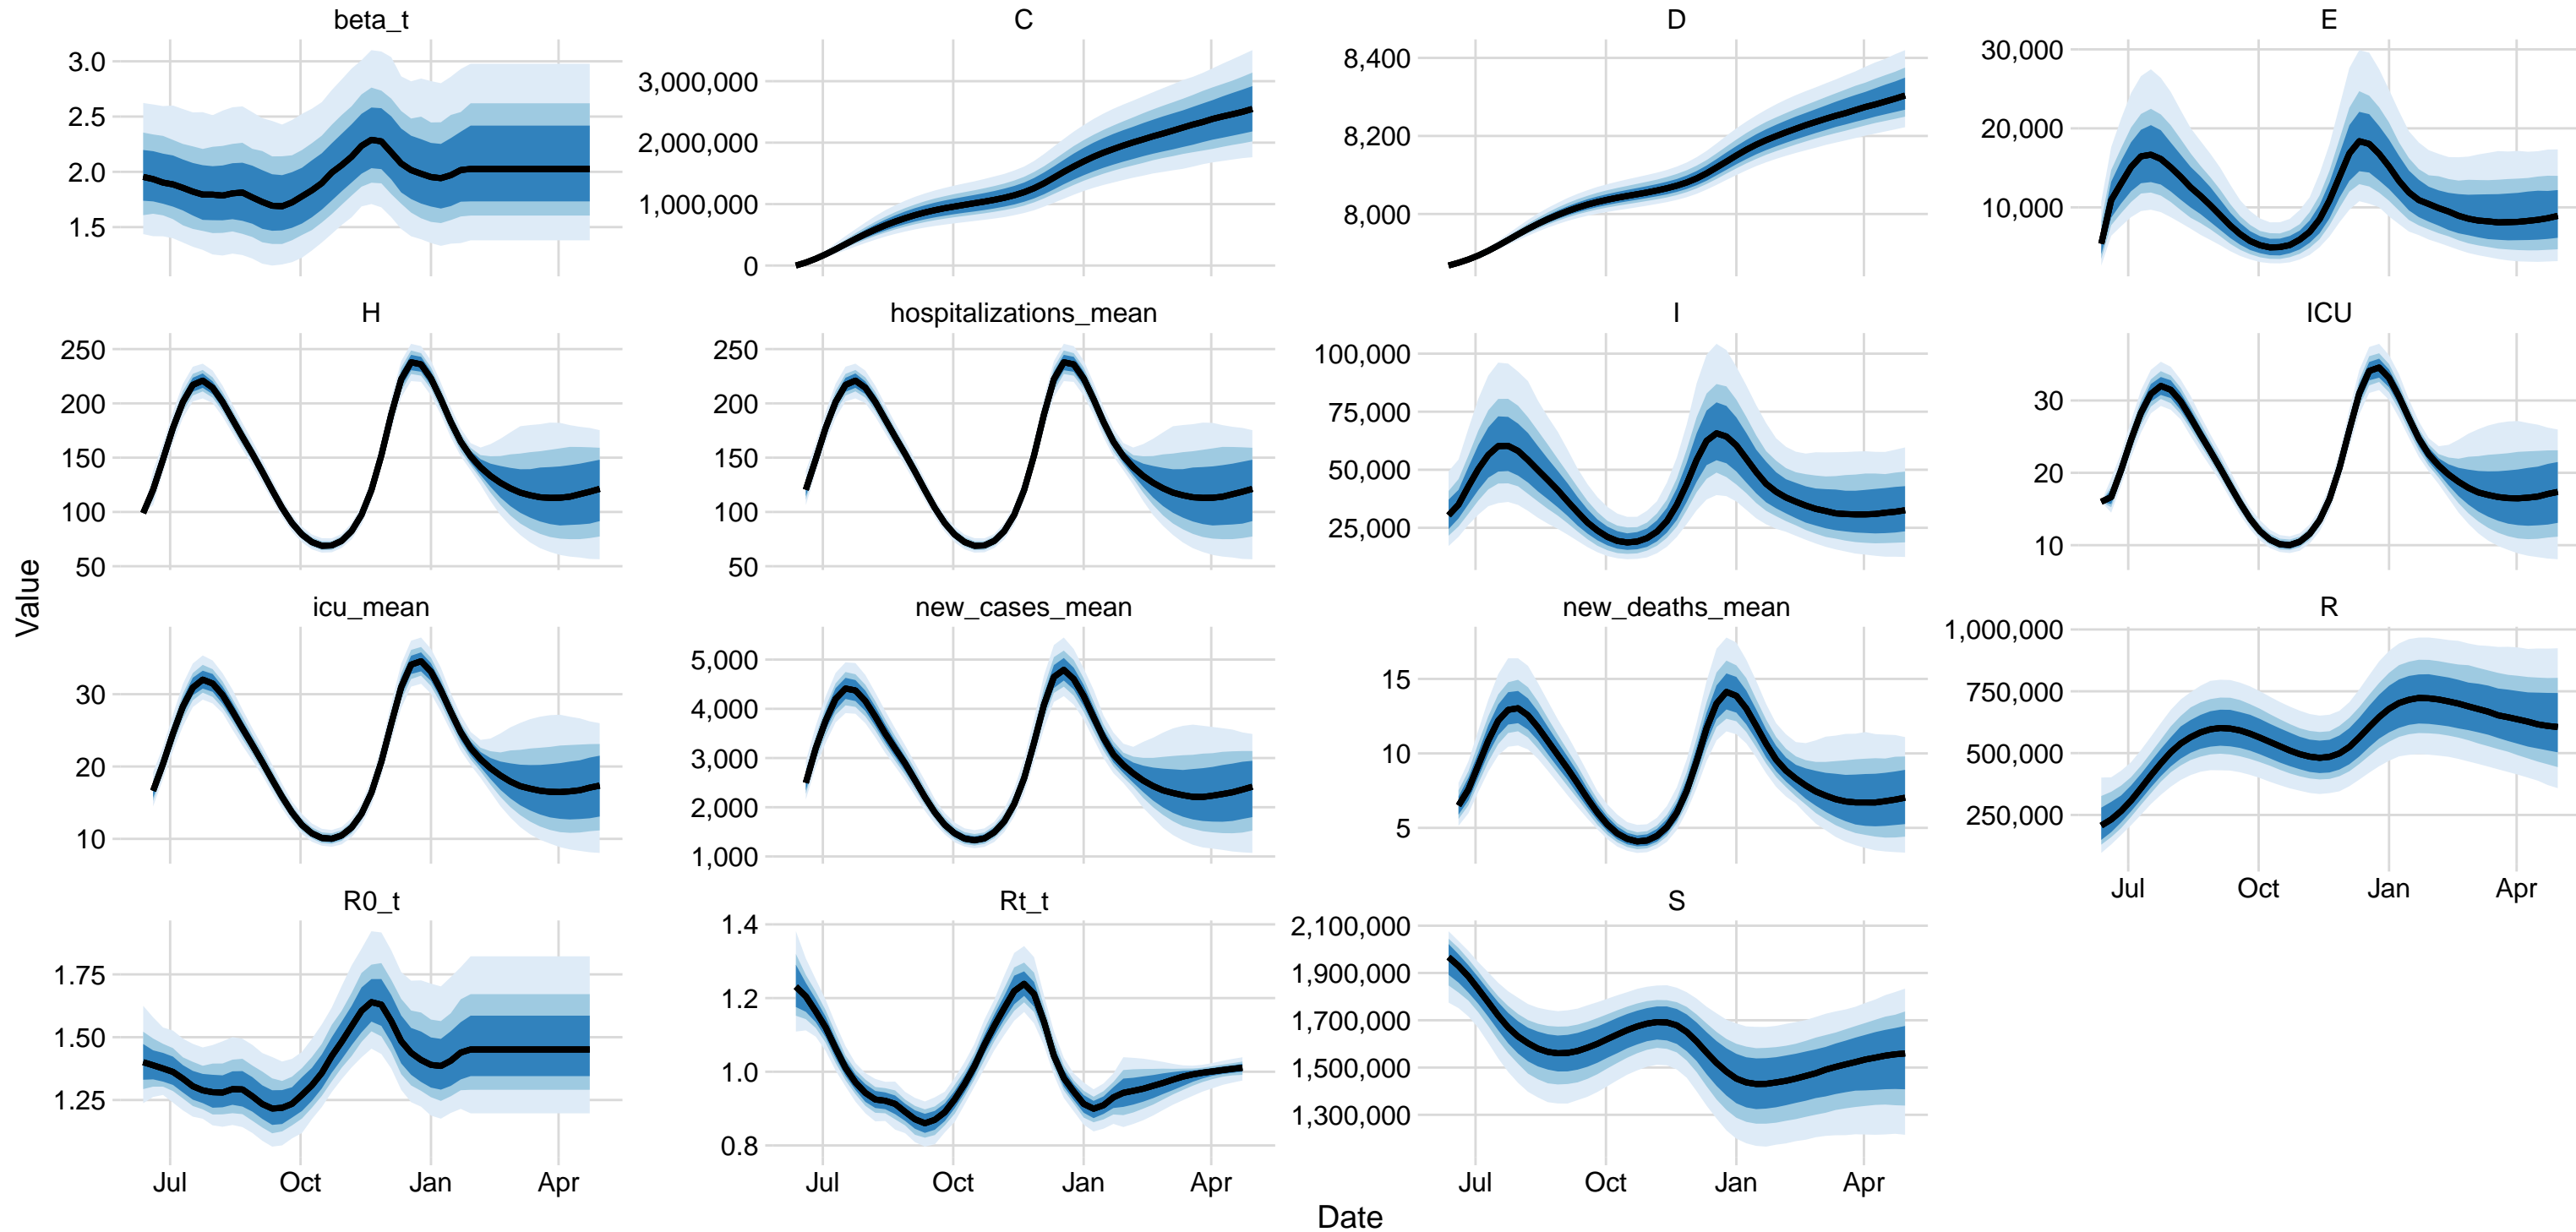 beta_t
C
D
E
3.0
2.5
2.0
1.5
3,000,000
2,000,000
1,000,000
0
8,400
8,200
8,000
30,000
20,000
10,000
H
hospitalizations_mean
I
ICU
250
200
150
100
50
250
200
150
100
50
100,000
75,000
50,000
25,000
30
20
10
Value
icu_mean
new_cases_mean
new_deaths_mean
R
30
20
10
5,000
4,000
3,000
2,000
1,000
15
10
5
1,000,000
750,000
500,000
250,000
Jul Oct Jan Apr
R0_t
Rt_t
S
1.75
1.50
1.25
1.4
1.2
1.0
0.8
2,100,000
1,900,000
1,700,000
1,500,000
1,300,000
Jul Oct Jan Apr
Jul Oct Jan Apr
Jul Oct Jan Apr
Date